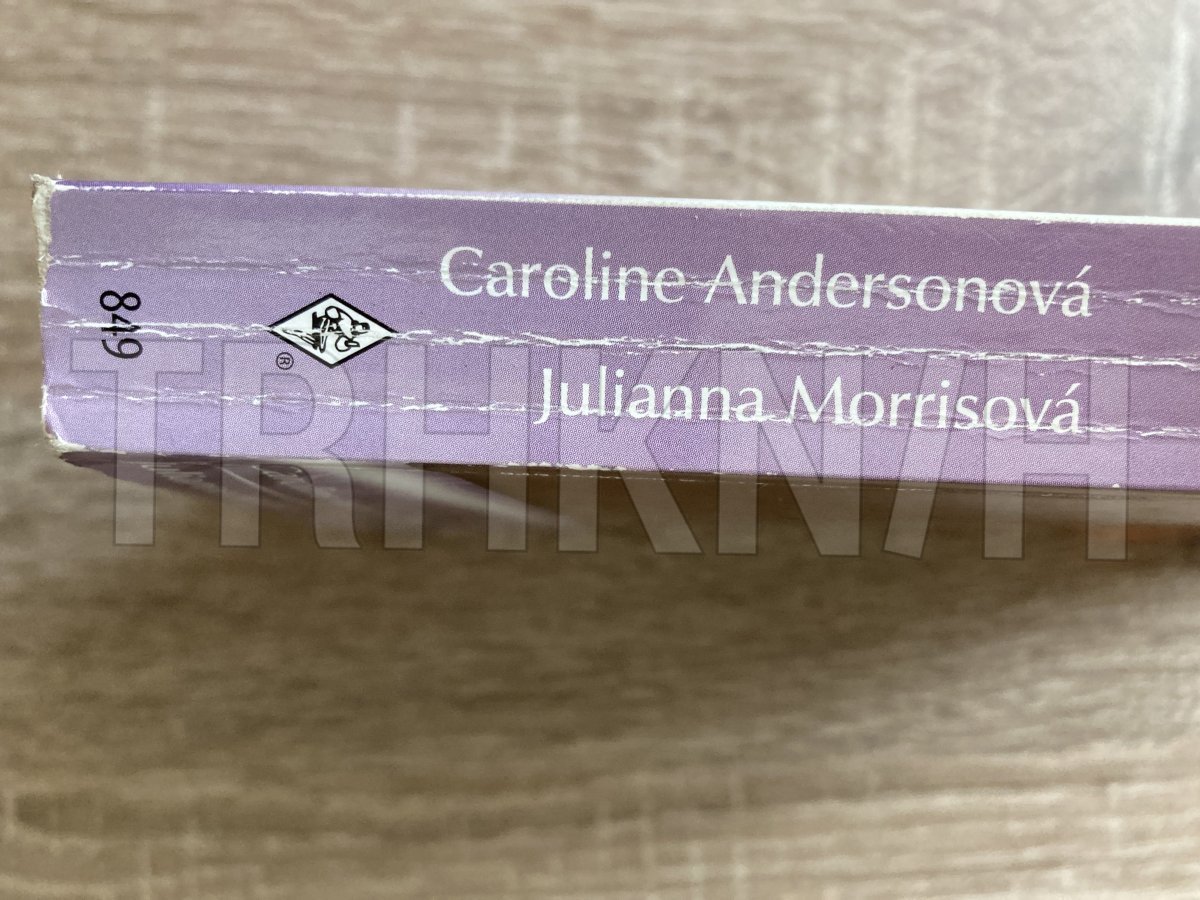 849
®
Caroline Andersonová
Julianna Morrisová
TRHKNIH